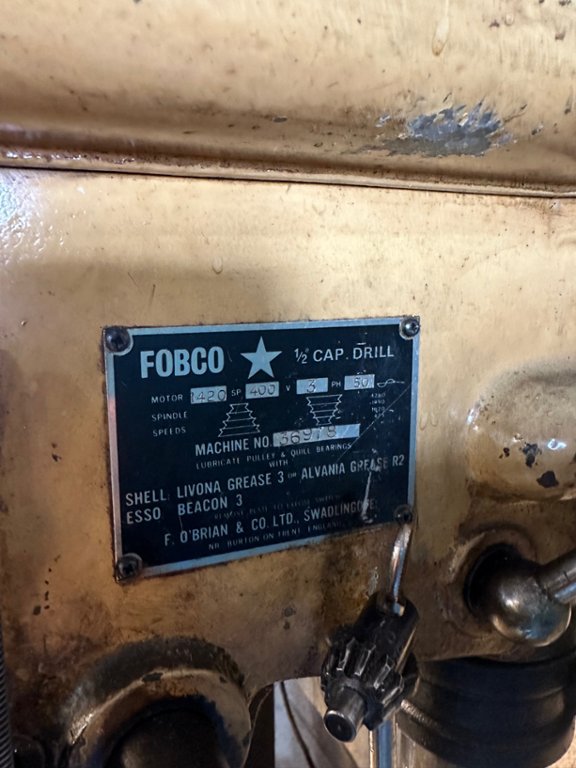 FOBCO ½" CAP. DRILL
MOTOR 1420 SP 400 V 3 PH 50
SPINDLE
SPEEDS
MACHINE NO. 36978
LUBRICATE PULLEY & QUILL BEARINGS
WITH
SHELL LIVONA GREASE 3 OR ALVANIA GREASE R2
ESSO BEACON 3
F. O'BRIAN & CO. LTD., SWADLINCOTE,
NR. BURTON ON TRENT, ENGLAND.